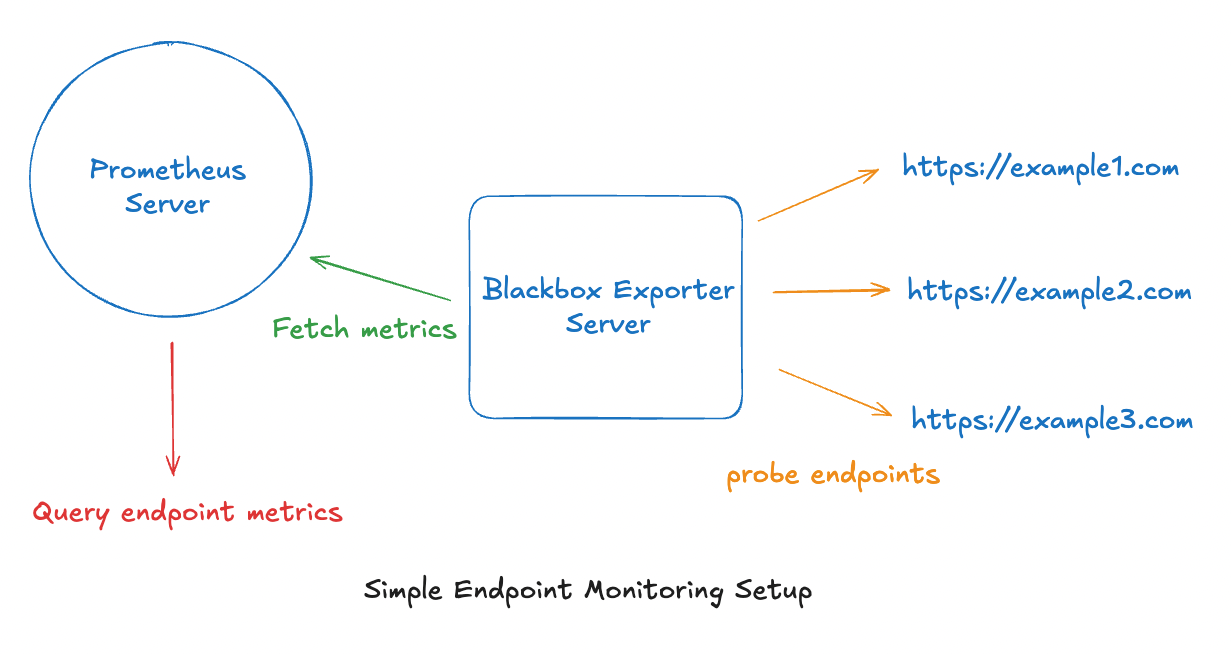 Prometheus
Server
https://example1.com
Blackbox Exporter
Server
https://example2.com
Fetch metrics
https://example3.com
probe endpoints
Query endpoint metrics
Simple Endpoint Monitoring Setup